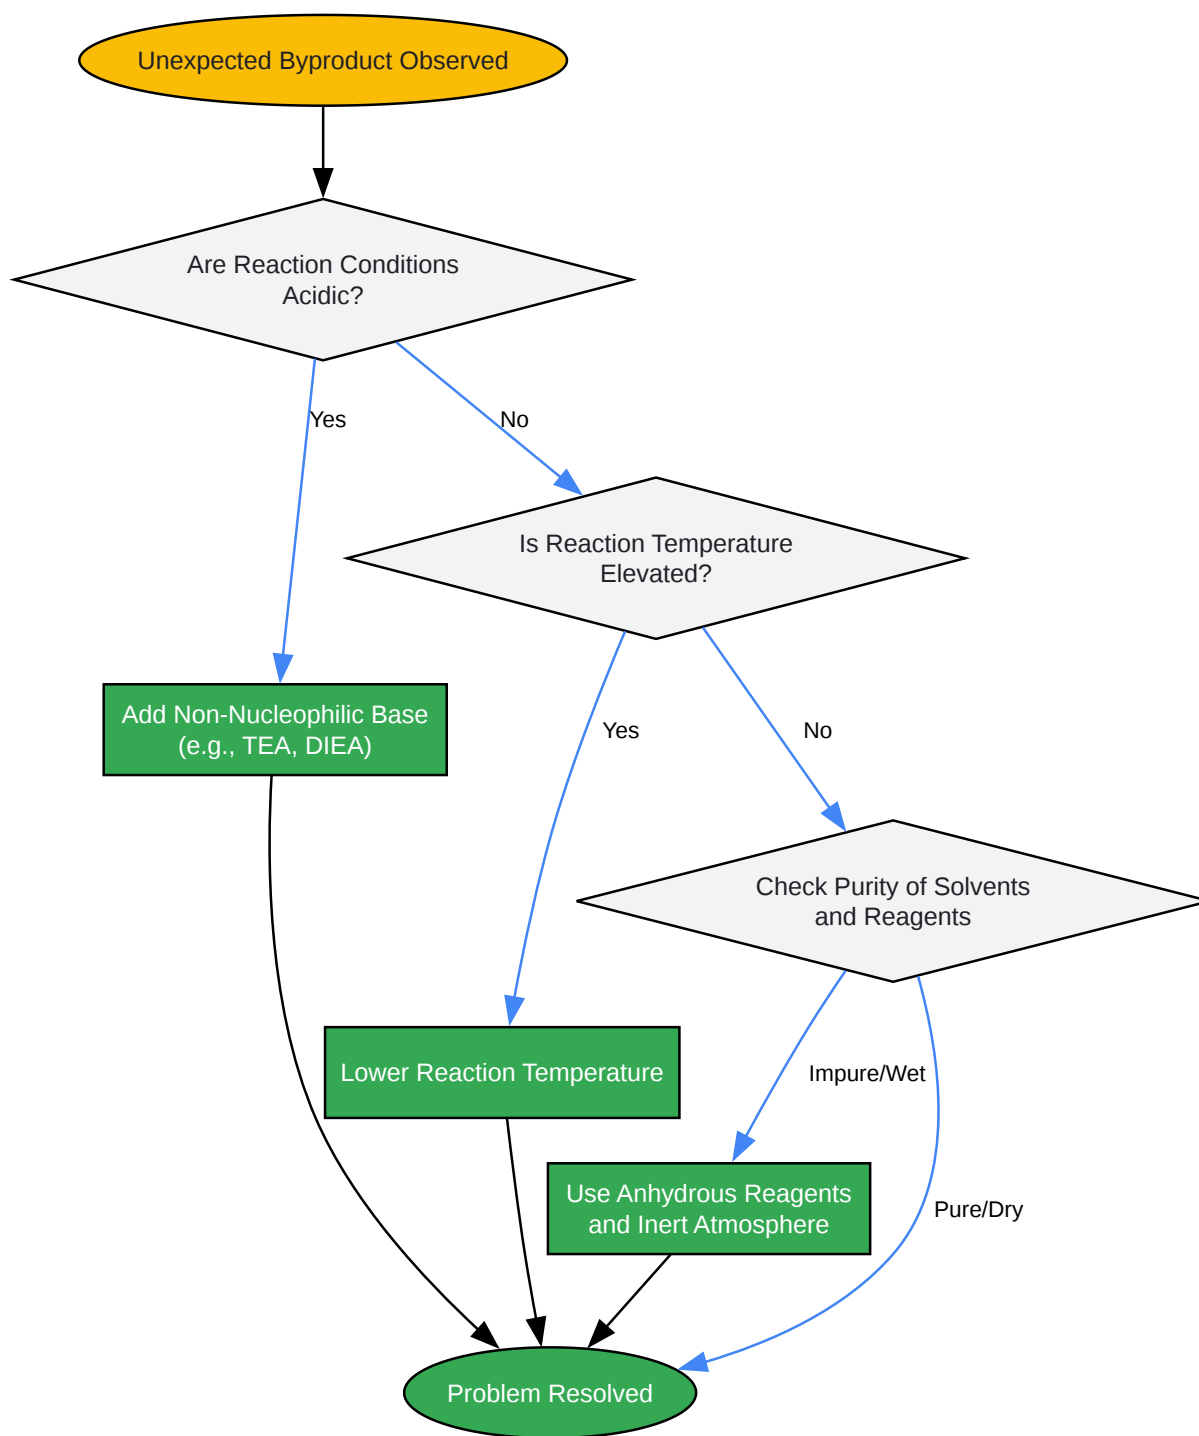 Unexpected Byproduct Observed
Are Reaction Conditions
Acidic?
Yes
No
Is Reaction Temperature
Elevated?
Add Non-Nucleophilic Base
(e.g., TEA, DIEA)
Yes
No
Check Purity of Solvents
and Reagents
Lower Reaction Temperature
Impure/Wet
Use Anhydrous Reagents
and Inert Atmosphere
Pure/Dry
Problem Resolved